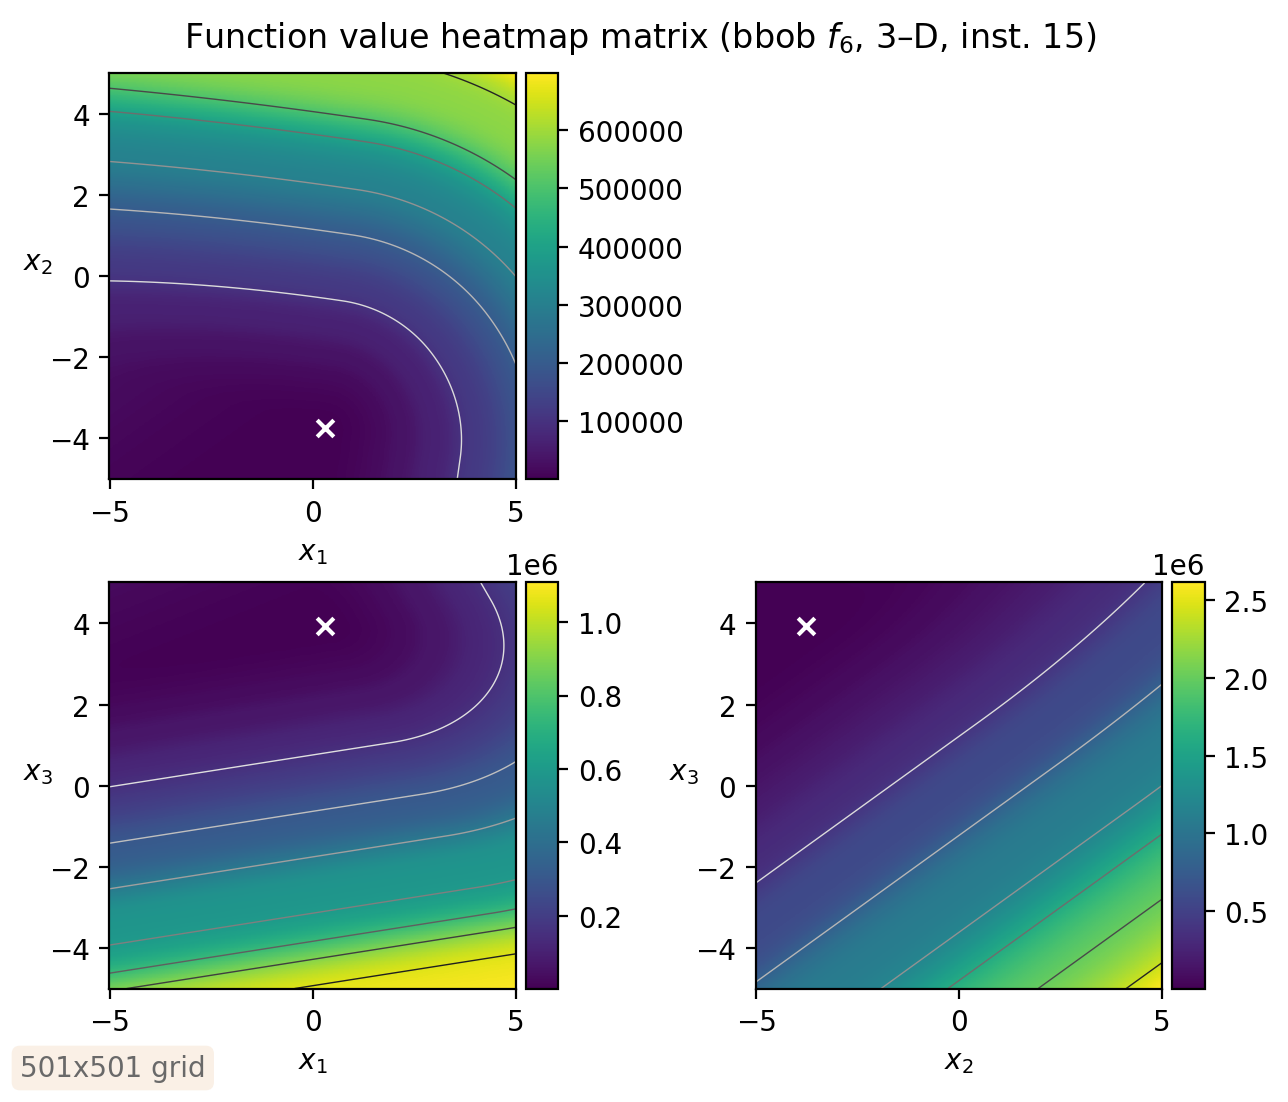 Function value heatmap matrix (bbob f₆, 3–D, inst. 15)
4
2
0
−2
−4
x₂
−5 0 5
x₁
600000
500000
400000
300000
200000
100000
4
2
0
−2
−4
x₃
−5 0 5
x₁
1e6
1.0
0.8
0.6
0.4
0.2
4
2
0
−2
−4
x₃
−5 0 5
x₂
1e6
2.5
2.0
1.5
1.0
0.5
501x501 grid